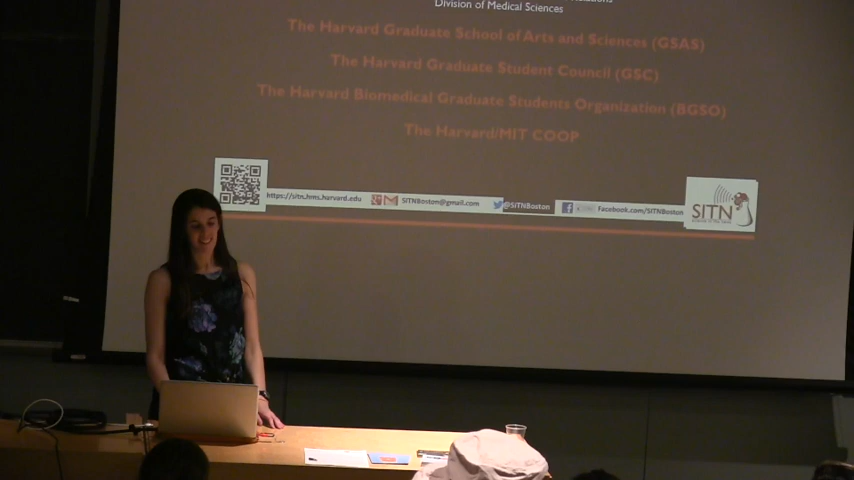 Division of Medical Sciences
The Harvard Graduate School of Arts and Sciences (GSAS)
The Harvard Graduate Student Council (GSC)
The Harvard Biomedical Graduate Students Organization (BGSO)
The Harvard/MIT COOP
https://sitn.hms.harvard.edu
SITNBoston@gmail.com
@SITNBoston
Facebook.com/SITNBoston
SITN